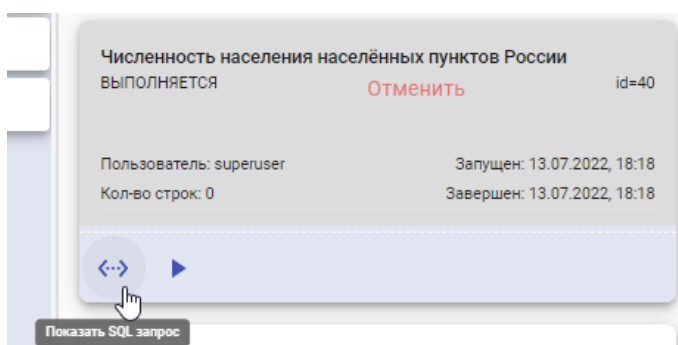 Численность населения населённых пунктов России
ВЫПОЛНЯЕТСЯ Отменить id=40
Пользователь: superuser Запущен: 13.07.2022, 18:18
Кол-во строк: 0 Завершен: 13.07.2022, 18:18
Показать SQL запрос